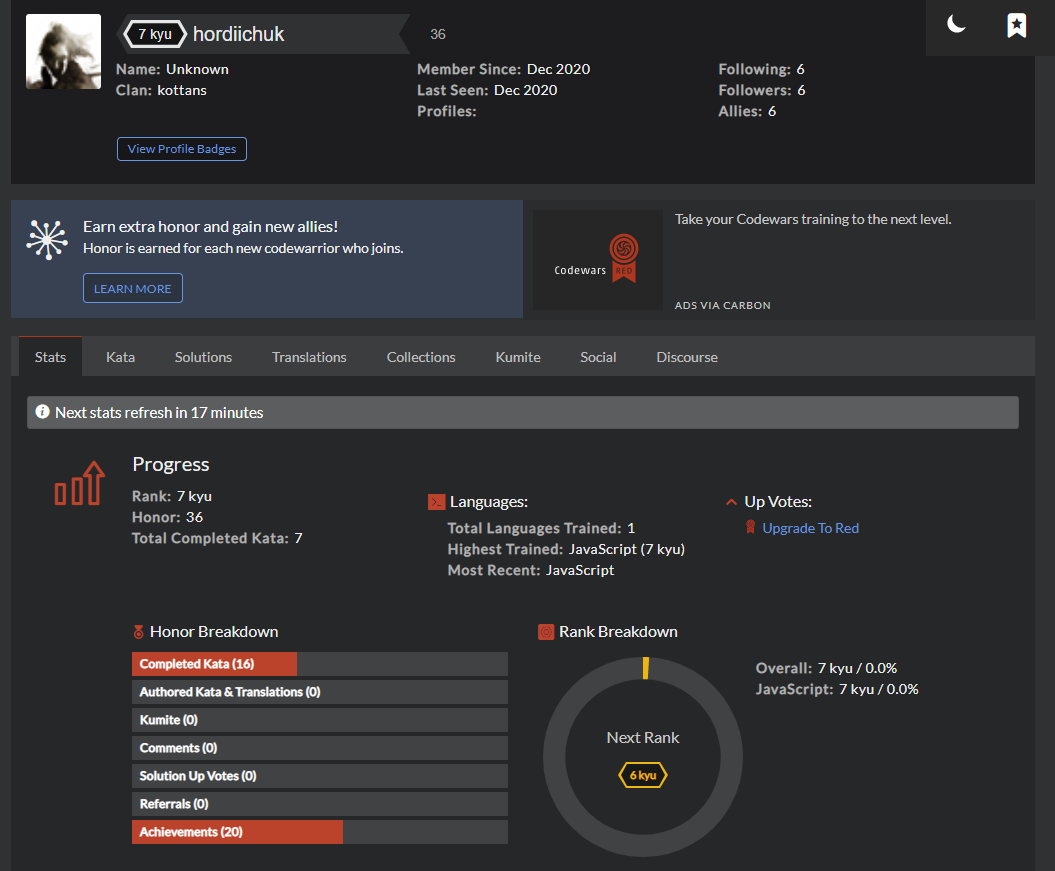 7 kyu hordiichuk 36
Name: Unknown
Clan: kottans
Member Since: Dec 2020
Last Seen: Dec 2020
Profiles:
Following: 6
Followers: 6
Allies: 6
View Profile Badges
Earn extra honor and gain new allies!
Honor is earned for each new codewarrior who joins.
LEARN MORE
Codewars RED
Take your Codewars training to the next level.
ADS VIA CARBON
Stats Kata Solutions Translations Collections Kumite Social Discourse
Next stats refresh in 17 minutes
Progress
Rank: 7 kyu
Honor: 36
Total Completed Kata: 7
Languages:
Total Languages Trained: 1
Highest Trained: JavaScript (7 kyu)
Most Recent: JavaScript
Up Votes:
Upgrade To Red
Honor Breakdown
Completed Kata (16)
Authored Kata & Translations (0)
Kumite (0)
Comments (0)
Solution Up Votes (0)
Referrals (0)
Achievements (20)
Rank Breakdown
Next Rank
6 kyu
Overall: 7 kyu / 0.0%
JavaScript: 7 kyu / 0.0%